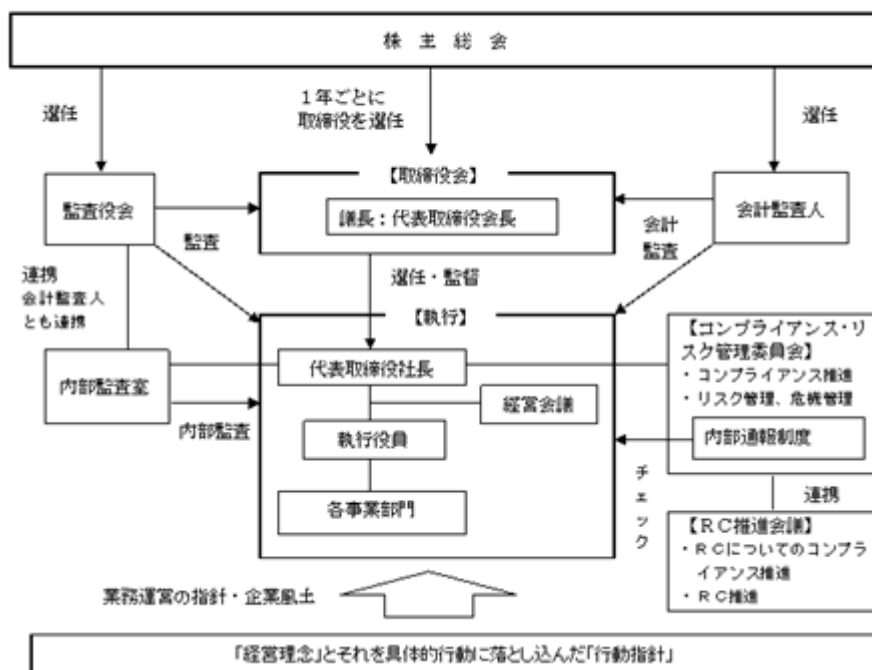 株主総会
選任
１年ごとに
取締役を選任
選任
【取締役会】
監査役会
議長：代表取締役会長
会計監査人
監査
会計
監査
連携
会計監査人
とも連携
選任・監督
【執行】
【コンプライアンス・リ
スク管理委員会】
・コンプライアンス推進
・リスク管理、危機管理
内部通報制度
内部監査室
代表取締役社長
経営会議
内部監査
執行役員
各事業部門
チェック
連携
【ＲＣ推進会議】
・ＲＣについてのコンプラ
イアンス推進
・ＲＣ推進
業務運営の指針・企業風土
「経営理念」とそれを具体的行動に落とし込んだ「行動指針」